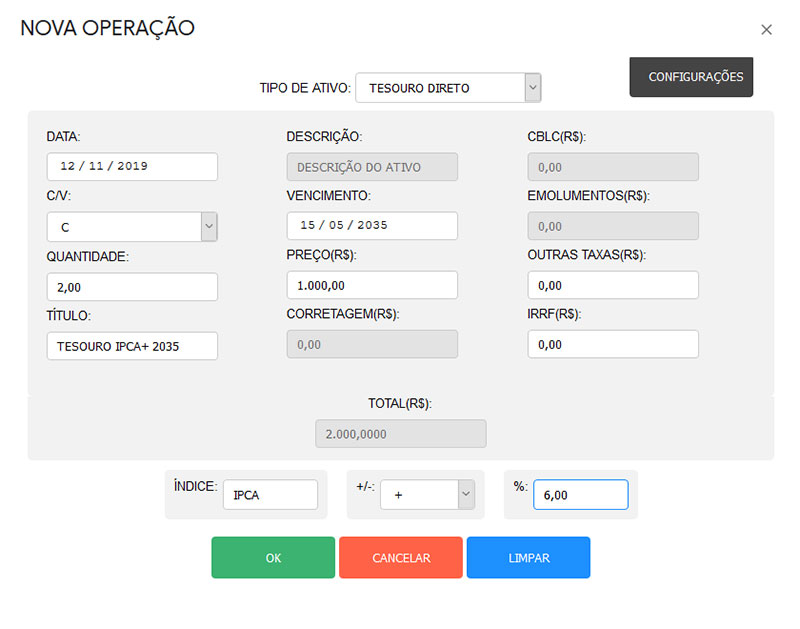 NOVA OPERAÇÃO
TIPO DE ATIVO: TESOURO DIRETO
CONFIGURAÇÕES
DATA: DESCRIÇÃO: CBLC(R$):
12 / 11 / 2019 DESCRIÇÃO DO ATIVO 0,00
C/V: VENCIMENTO: EMOLUMENTOS(R$):
C 15 / 05 / 2035 0,00
QUANTIDADE: PREÇO(R$): OUTRAS TAXAS(R$):
2,00 1.000,00 0,00
TÍTULO: CORRETAGEM(R$): IRRF(R$):
TESOURO IPCA+ 2035 0,00 0,00
TOTAL(R$):
2.000,0000
ÍNDICE: IPCA +/-: + %: 6,00
OK CANCELAR LIMPAR